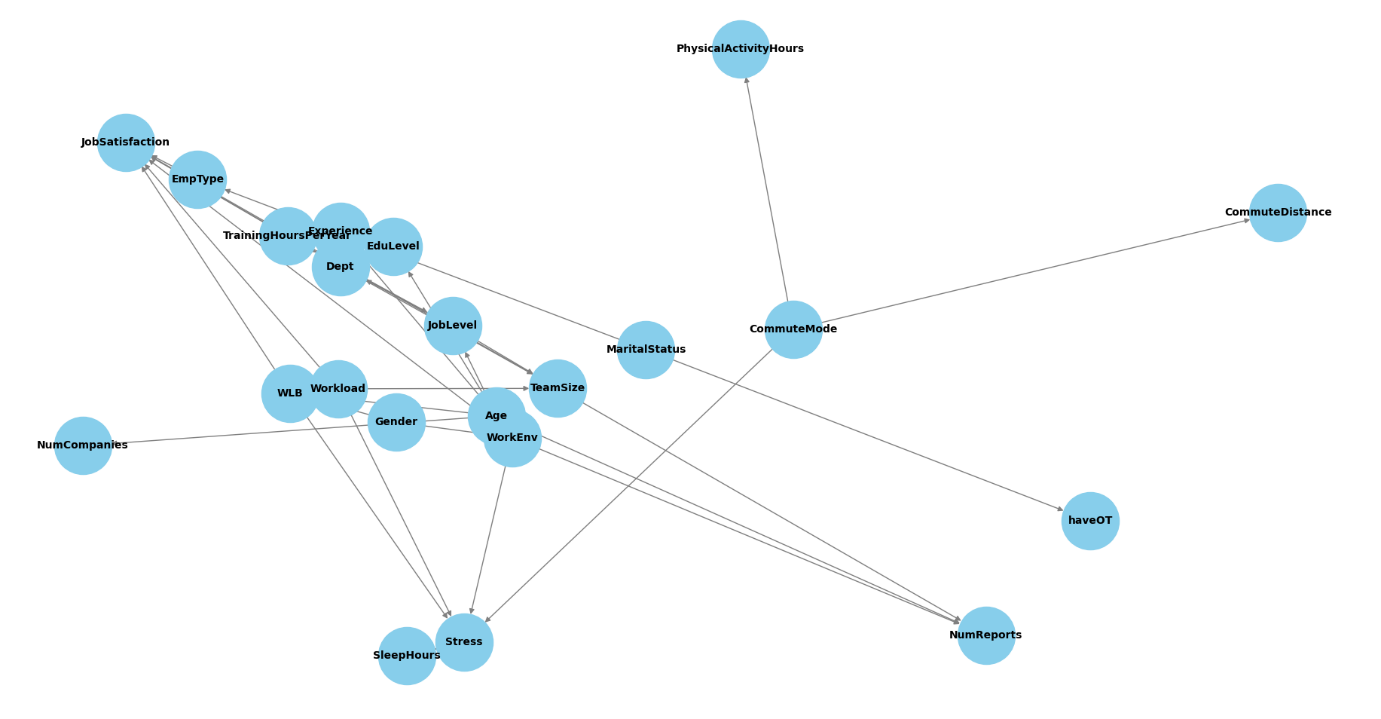 PhysicalActivityHours
JobSatisfaction
EmpType
CommuteDistance
Experience
TrainingHoursPerYear
EduLevel
Dept
JobLevel
CommuteMode
MaritalStatus
TeamSize
Workload
WLB
Age
Gender
WorkEnv
NumCompanies
haveOT
NumReports
Stress
SleepHours